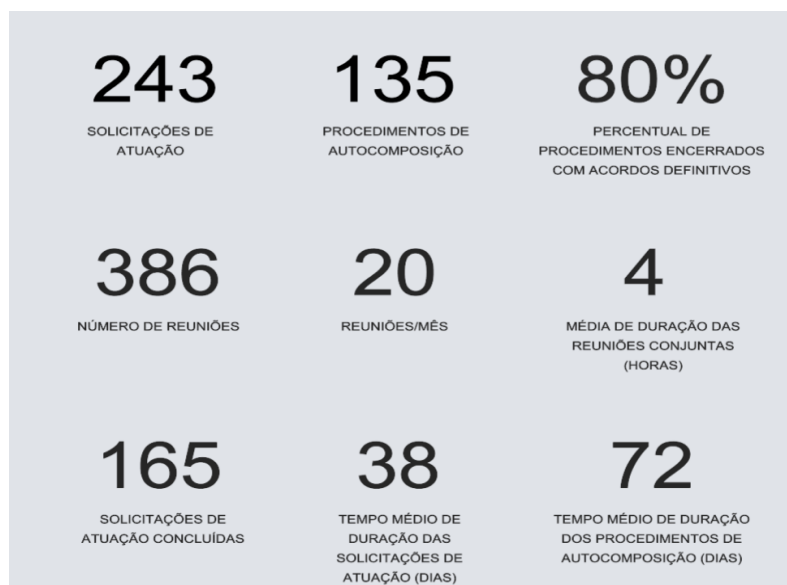 243
SOLICITAÇÕES DE
ATUAÇÃO
135
PROCEDIMENTOS DE
AUTOCOMPOSIÇÃO
80%
PERCENTUAL DE
PROCEDIMENTOS ENCERRADOS
COM ACORDOS DEFINITIVOS
386
NÚMERO DE REUNIÕES
20
REUNIÕES/MÊS
4
MÉDIA DE DURAÇÃO DAS
REUNIÕES CONJUNTAS
(HORAS)
165
SOLICITAÇÕES DE
ATUAÇÃO CONCLUÍDAS
38
TEMPO MÉDIO DE
DURAÇÃO DAS
SOLICITAÇÕES DE
ATUAÇÃO (DIAS)
72
TEMPO MÉDIO DE DURAÇÃO
DOS PROCEDIMENTOS DE
AUTOCOMPOSIÇÃO (DIAS)